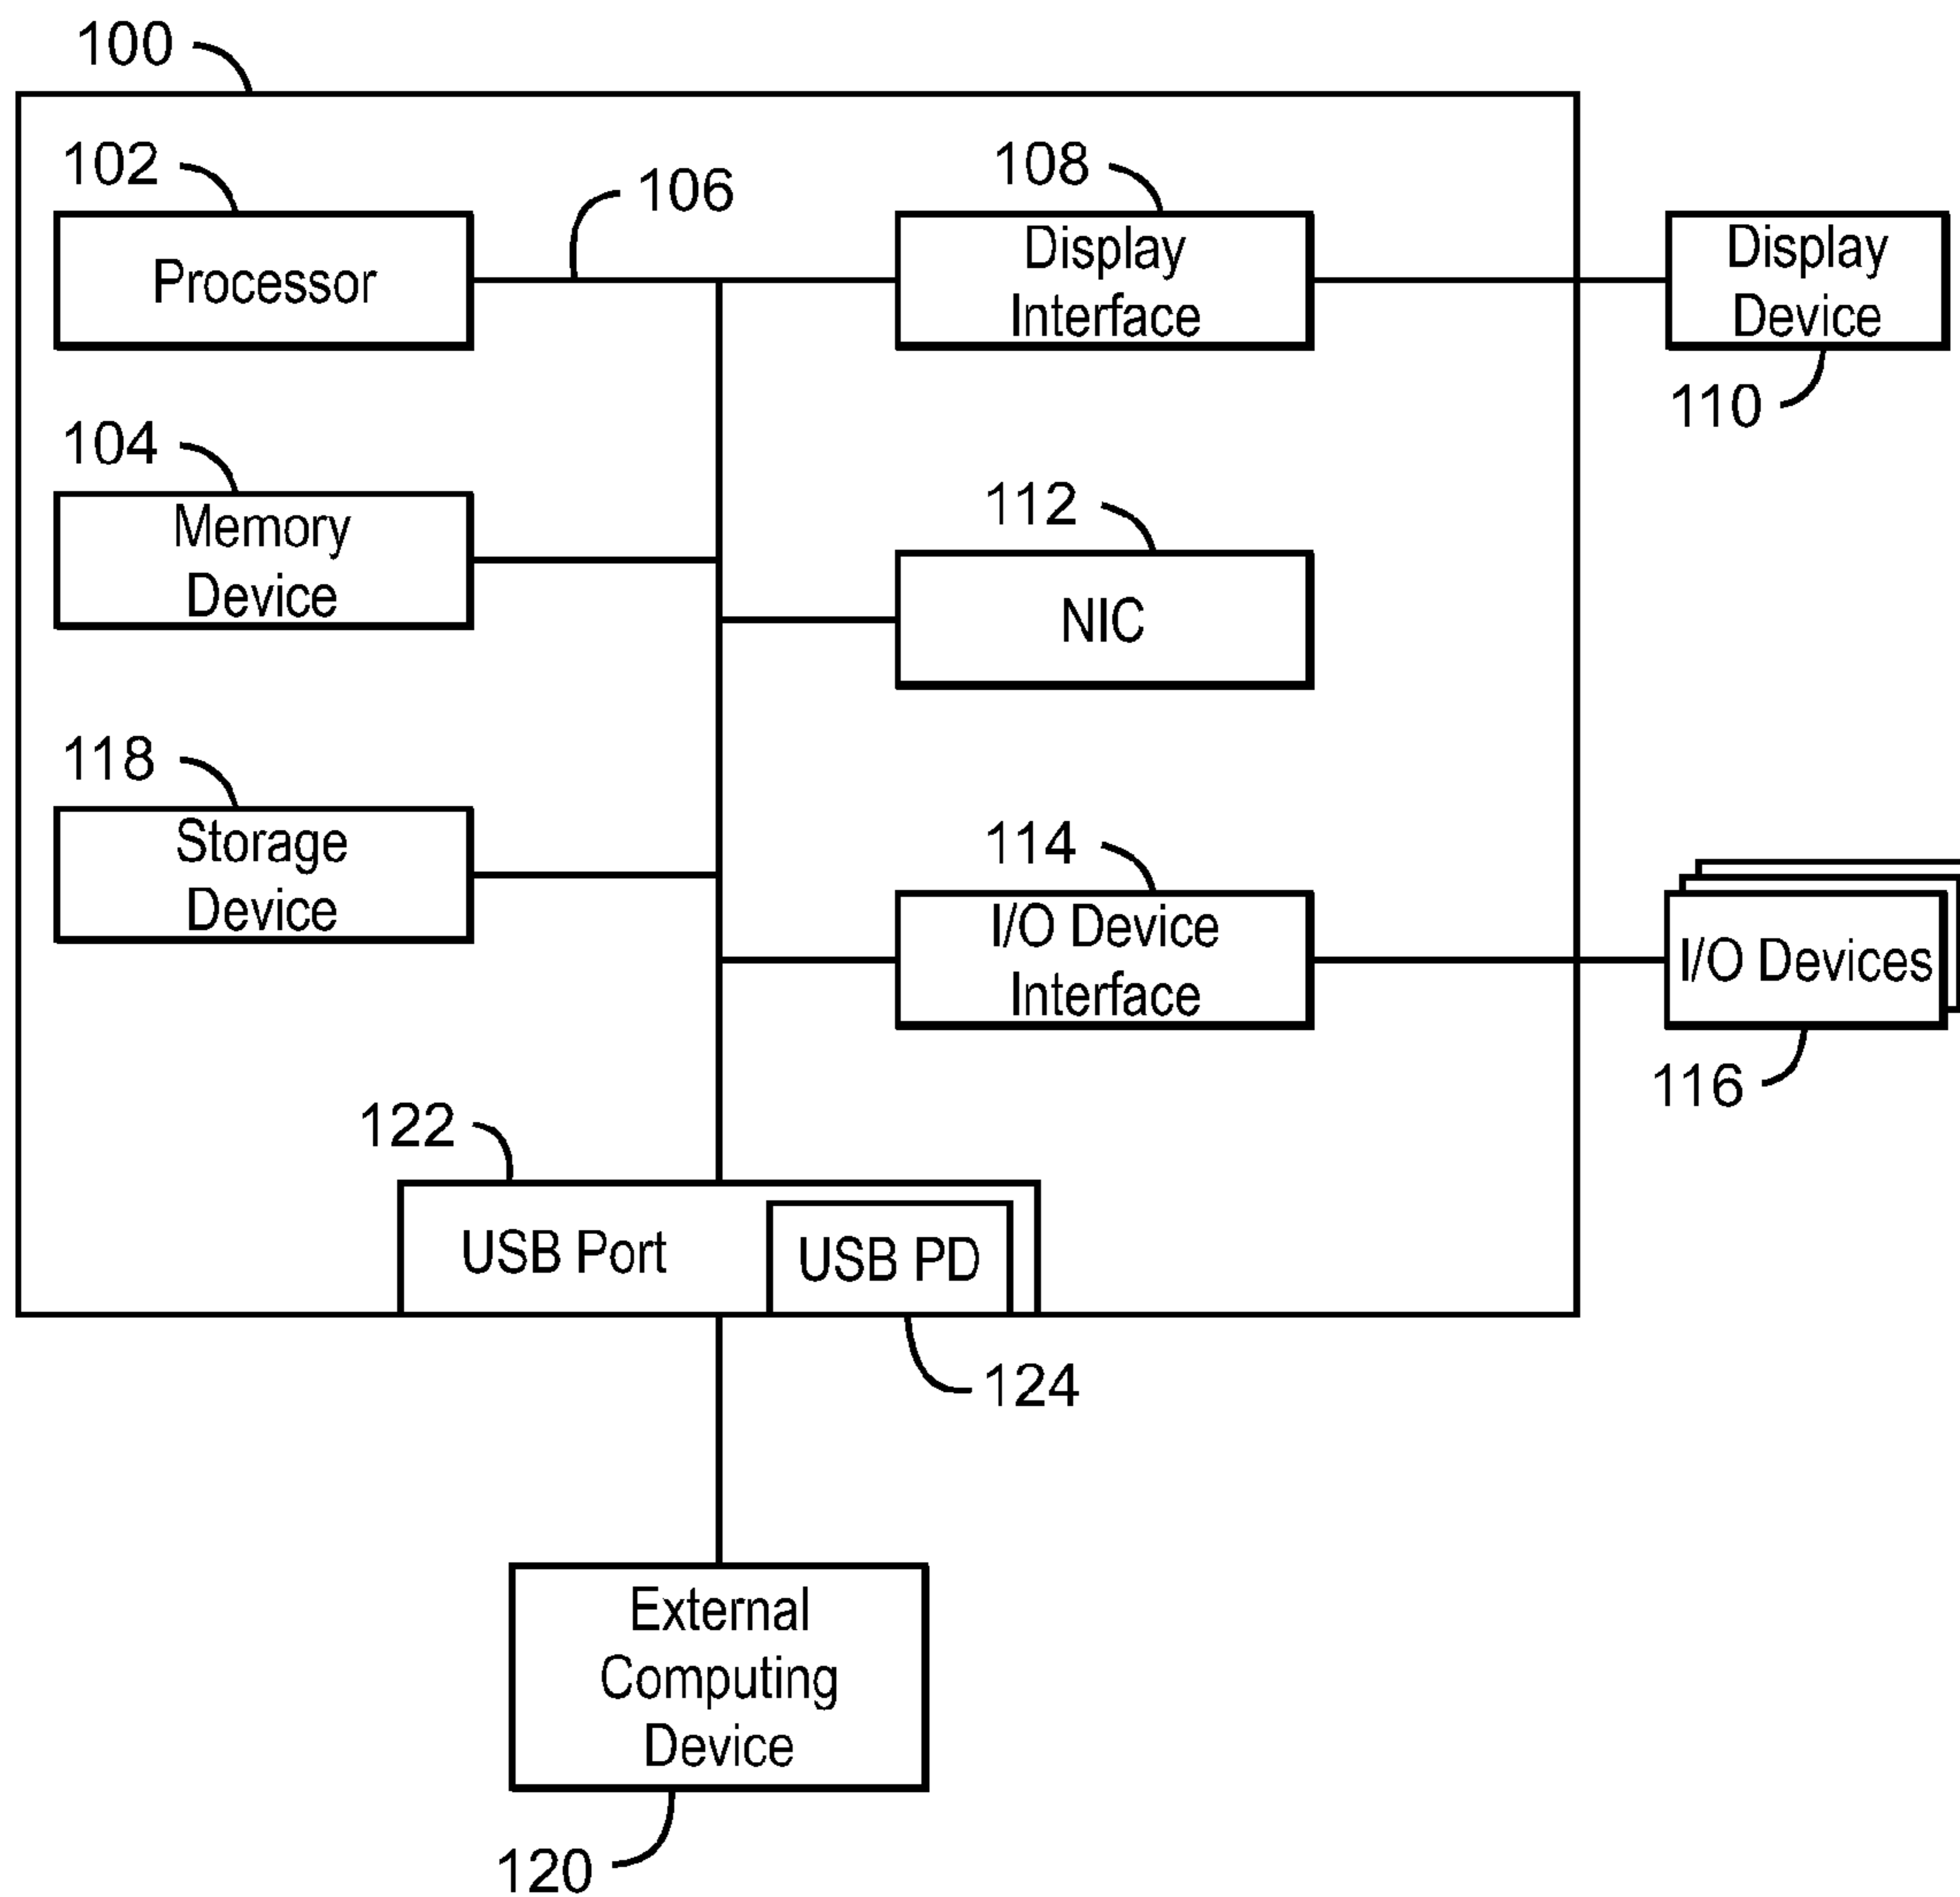 100
102
106
108
Processor
Display
Interface
Display
Device
110
104
Memory
Device
112
NIC
118
Storage
Device
114
I/O Device
Interface
I/O Devices
116
122
USB Port
USB PD
124
External
Computing
Device
120